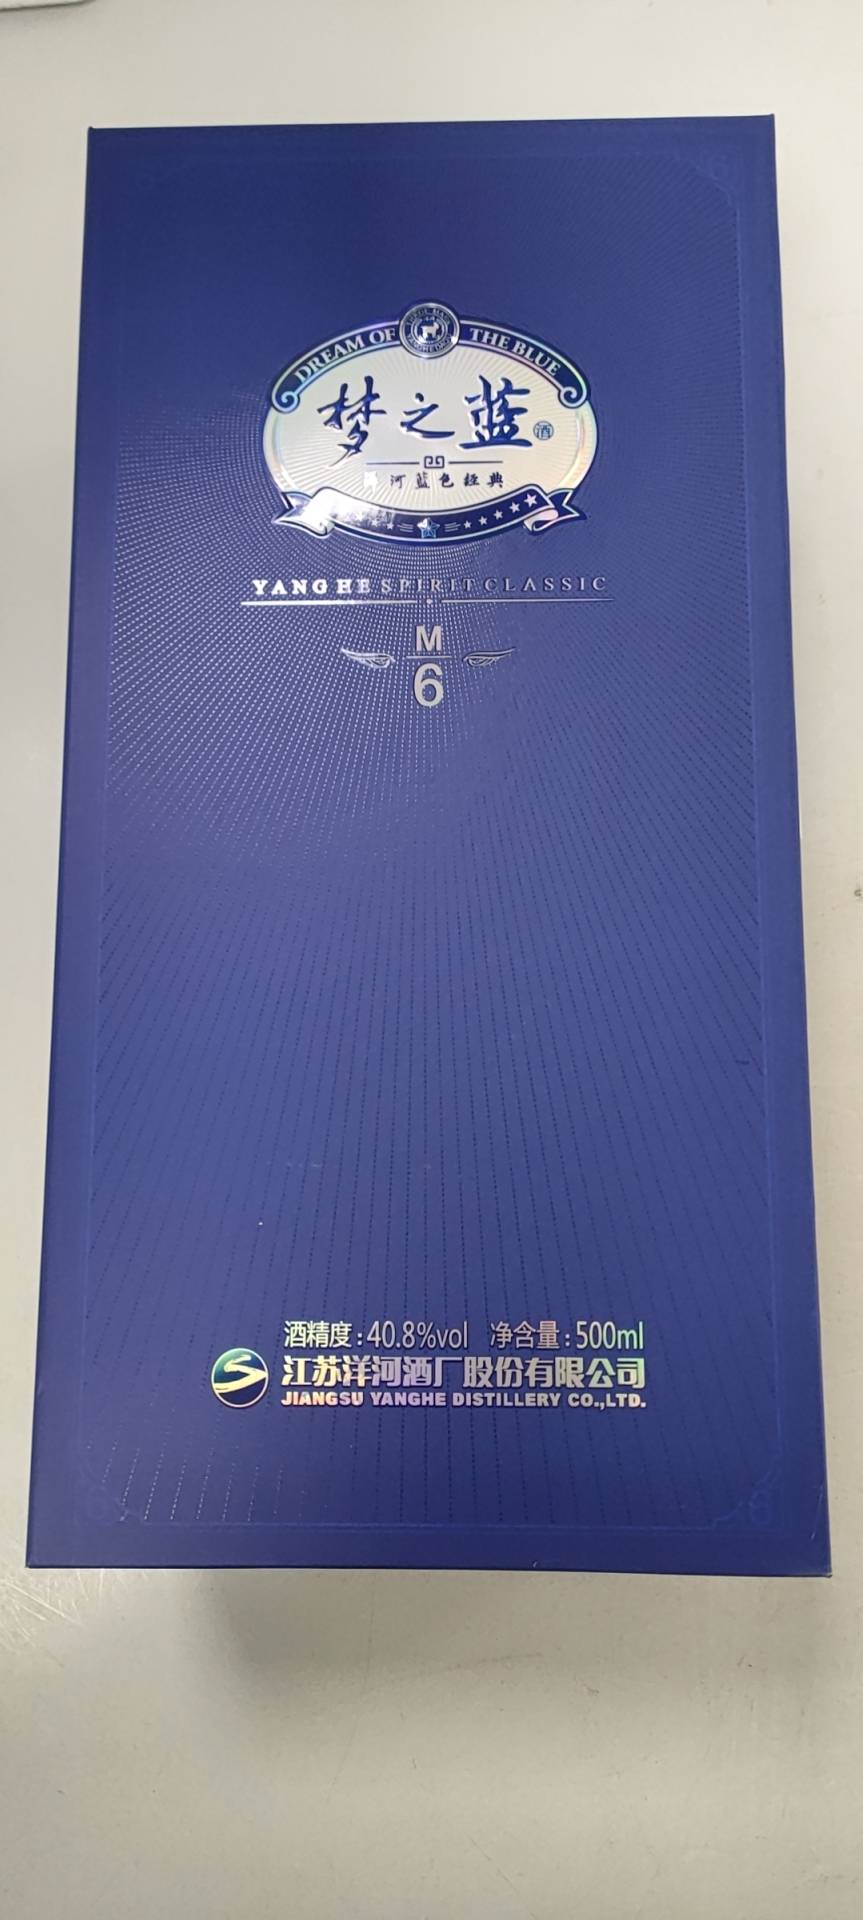 DREAM OF THE BLUE
梦之蓝
酒
河蓝色经典
YANGHE SPIRIT CLASSIC
M
6
酒精度:40.8%vol 净含量:500ml
江苏洋河酒厂股份有限公司
JIANGSU YANGHE DISTILLERY CO.,LTD.